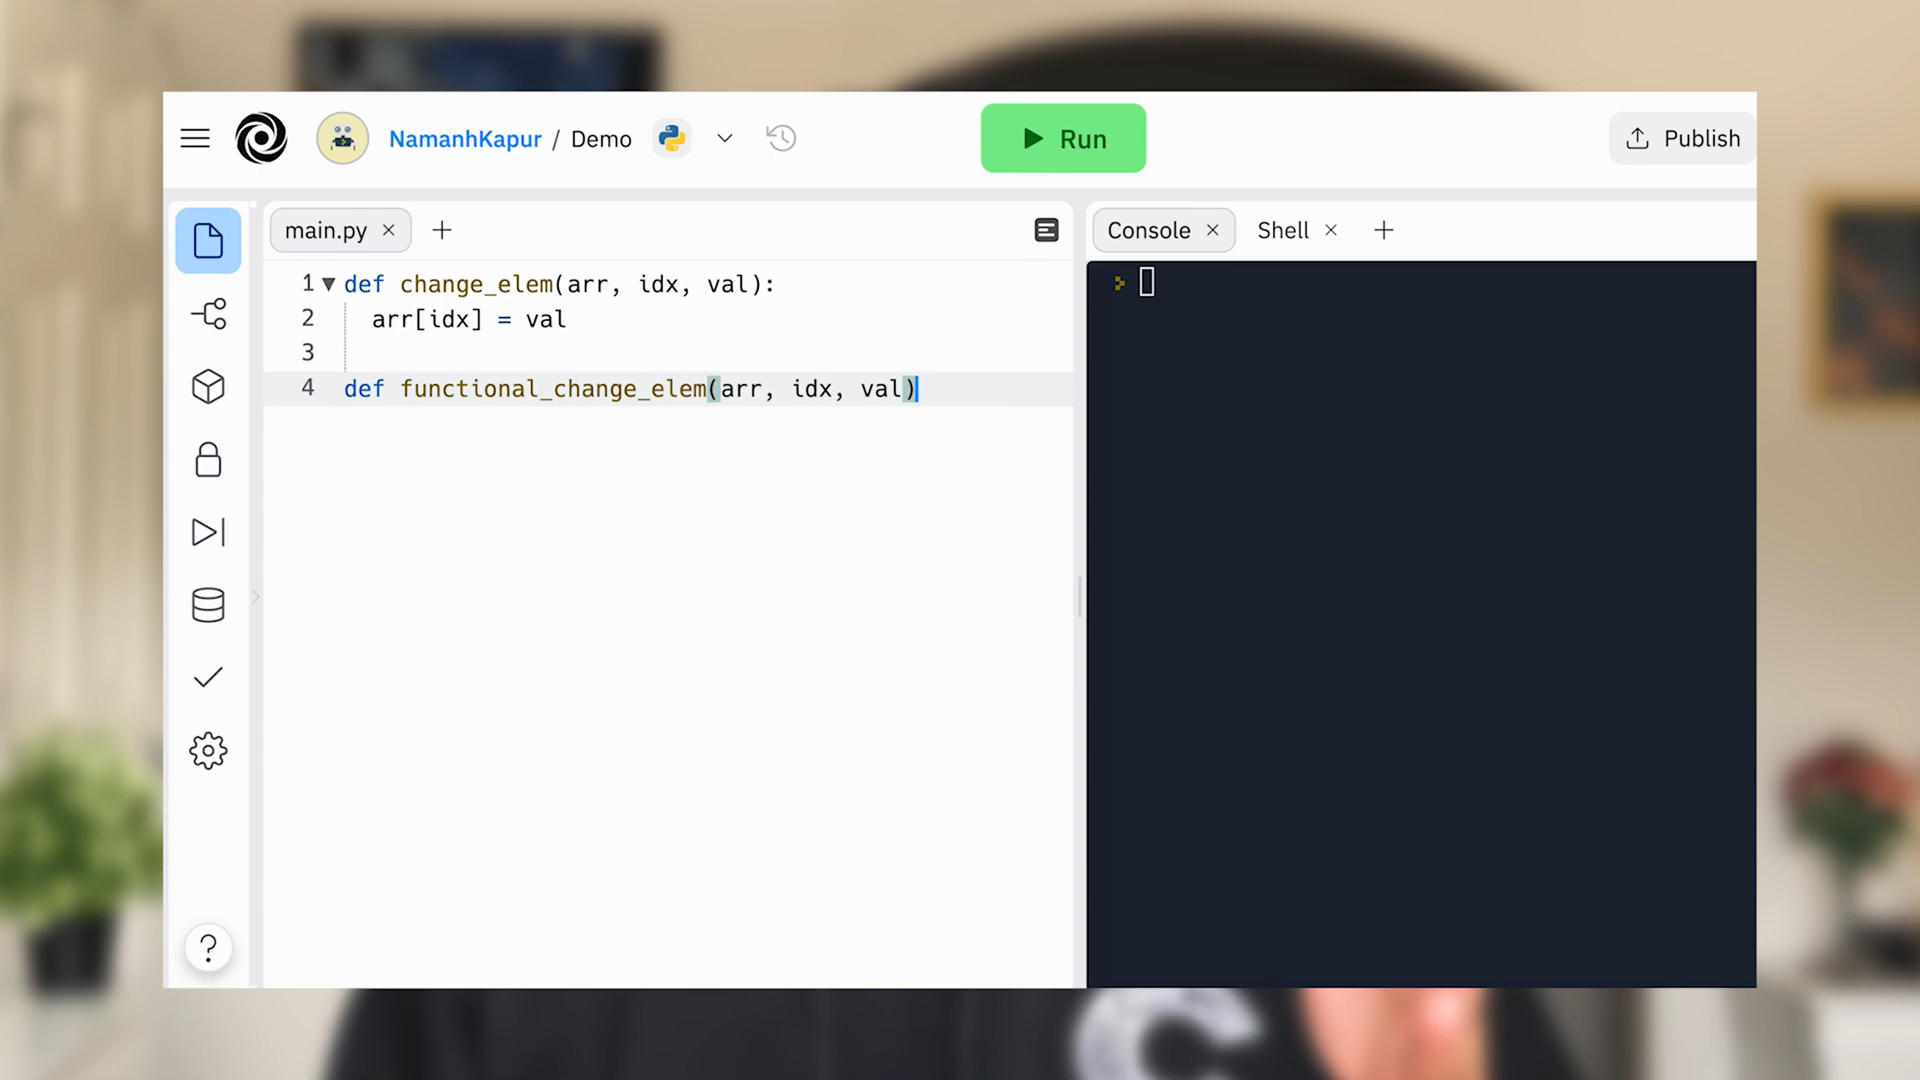 NamanhKapur / Demo
Run
Publish
main.py
Console
Shell
1 def change_elem(arr, idx, val):
2 arr[idx] = val
3
4 def functional_change_elem(arr, idx, val)
?